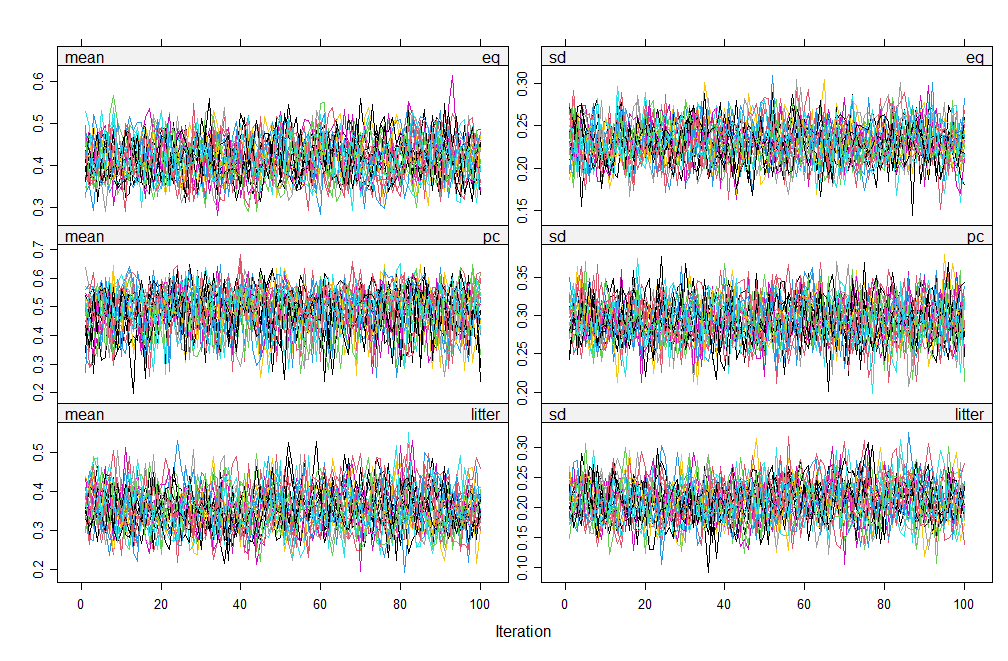 mean eq
sd eq
0.3 0.4 0.5 0.6
0.15 0.20 0.25 0.30
mean pc
sd pc
0.2 0.3 0.4 0.5 0.6 0.7
0.20 0.25 0.30 0.35
mean litter
sd litter
0.2 0.3 0.4 0.5
0.10 0.15 0.20 0.25 0.30
0 20 40 60 80 100
0 20 40 60 80 100
Iteration